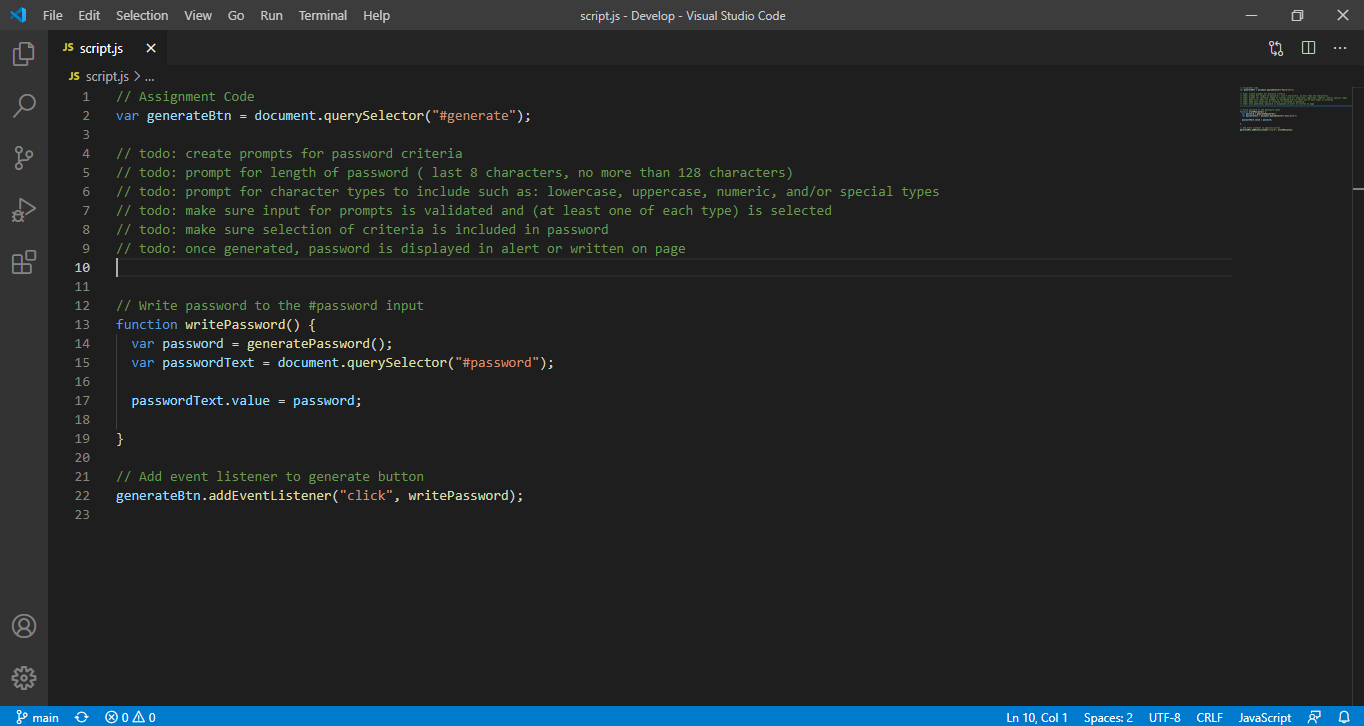 File Edit Selection View Go Run Terminal Help script.js - Develop - Visual Studio Code
JS script.js
JS script.js > ...
1 // Assignment Code
2 var generateBtn = document.querySelector("#generate");
3
4 // todo: create prompts for password criteria
5 // todo: prompt for length of password ( last 8 characters, no more than 128 characters)
6 // todo: prompt for character types to include such as: lowercase, uppercase, numeric, and/or special types
7 // todo: make sure input for prompts is validated and (at least one of each type) is selected
8 // todo: make sure selection of criteria is included in password
9 // todo: once generated, password is displayed in alert or written on page
10
11
12 // Write password to the #password input
13 function writePassword() {
14 var password = generatePassword();
15 var passwordText = document.querySelector("#password");
16
17 passwordText.value = password;
18
19 }
20
21 // Add event listener to generate button
22 generateBtn.addEventListener("click", writePassword);
23
main 0 0 Ln 10, Col 1 Spaces: 2 UTF-8 CRLF JavaScript